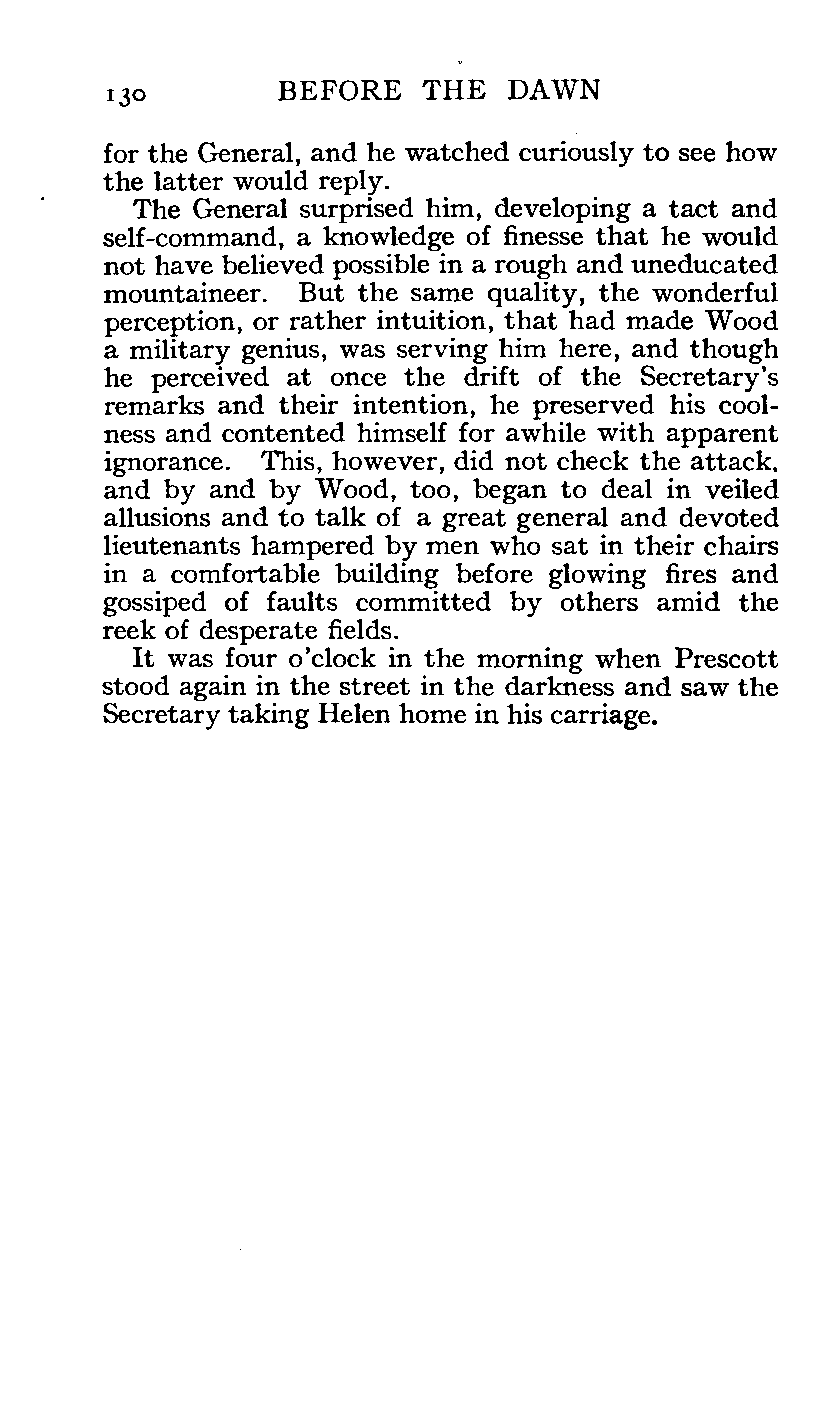 130 BEFORE THE DAWN
for the General, and he watched curiously to see how
the latter would reply.
The General surprised him, developing a tact and
self-command, a knowledge of finesse that he would
not have believed possible in a rough and uneducated
mountaineer. But the same quality, the wonderful
perception, or rather intuition, that had made Wood
a military genius, was serving him here, and though
he perceived at once the drift of the Secretary's
remarks and their intention, he preserved his cool-
ness and contented himself for awhile with apparent
ignorance. This, however, did not check the attack.
and by and by Wood, too, began to deal in veiled
allusions and to talk of a great general and devoted
lieutenants hampered by men who sat in their chairs
in a comfortable building before glowing fires and
gossiped of faults committed by others amid the
reek of desperate fields.
It was four o'clock in the morning when Prescott
stood again in the street in the darkness and saw the
Secretary taking Helen home in his carriage.